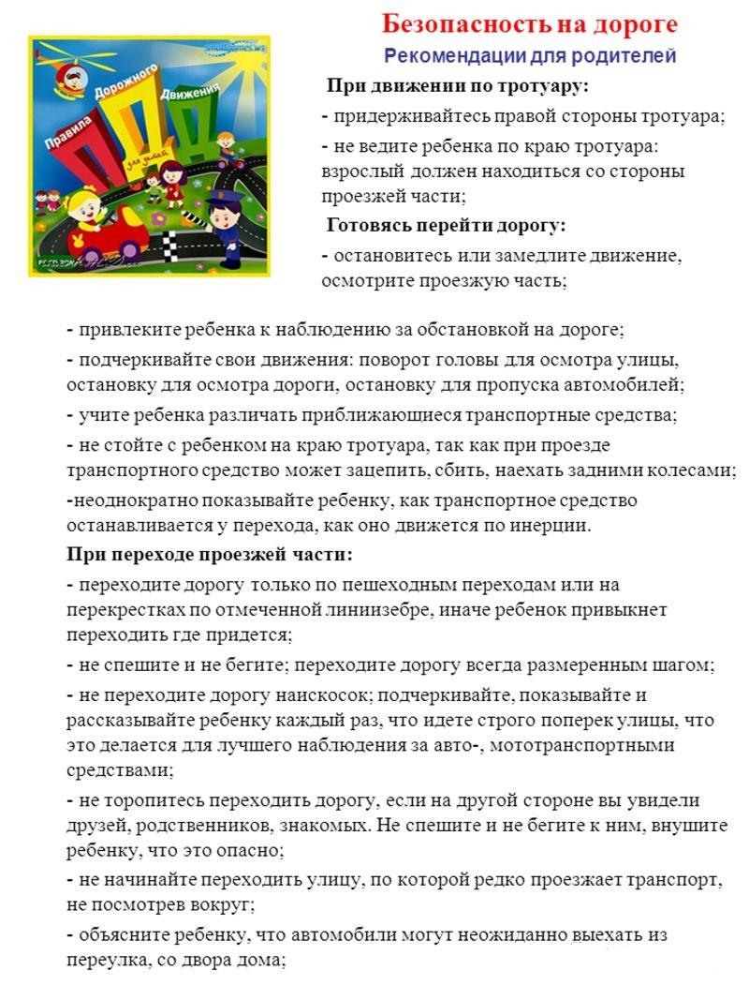 Безопасность на дороге
Рекомендации для родителей
smallgames.ws
Правила
Дорожного
Движения
ПДД
для детей
При движении по тротуару:
- придерживайтесь правой стороны тротуара;
- не ведите ребенка по краю тротуара:
взрослый должен находиться со стороны
проезжей части;
Готовясь перейти дорогу:
- остановитесь или замедлите движение,
осмотрите проезжую часть;
- привлеките ребенка к наблюдению за обстановкой на дороге;
- подчеркивайте свои движения: поворот головы для осмотра улицы,
остановку для осмотра дороги, остановку для пропуска автомобилей;
- учите ребенка различать приближающиеся транспортные средства;
- не стойте с ребенком на краю тротуара, так как при проезде
транспортного средство может зацепить, сбить, наехать задними колесами;
-неоднократно показывайте ребенку, как транспортное средство
останавливается у перехода, как оно движется по инерции.
При переходе проезжей части:
- переходите дорогу только по пешеходным переходам или на
перекрестках по отмеченной линиизебре, иначе ребенок привыкнет
переходить где придется;
- не спешите и не бегите; переходите дорогу всегда размеренным шагом;
- не переходите дорогу наискосок; подчеркивайте, показывайте и
рассказывайте ребенку каждый раз, что идете строго поперек улицы, что
это делается для лучшего наблюдения за авто-, мототранспортными
средствами;
- не торопитесь переходить дорогу, если на другой стороне вы увидели
друзей, родственников, знакомых. Не спешите и не бегите к ним, внушите
ребенку, что это опасно;
- не начинайте переходить улицу, по которой редко проезжает транспорт,
не посмотрев вокруг;
- объясните ребенку, что автомобили могут неожиданно выехать из
переулка, со двора дома;